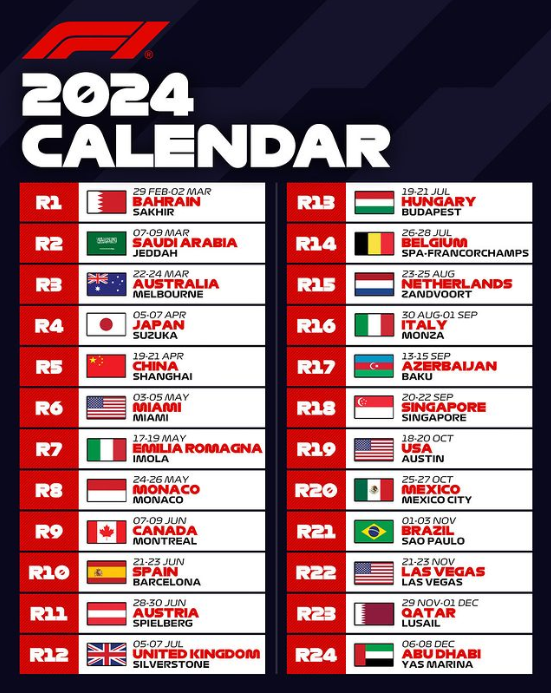 F1®
2024
CALENDAR
R1
29 FEB-02 MAR
BAHRAIN
SAKHIR
R2
07-09 MAR
SAUDI ARABIA
JEDDAH
R3
22-24 MAR
AUSTRALIA
MELBOURNE
R4
05-07 APR
JAPAN
SUZUKA
R5
19-21 APR
CHINA
SHANGHAI
R6
03-05 MAY
MIAMI
MIAMI
R7
17-19 MAY
EMILIA ROMAGNA
IMOLA
R8
24-26 MAY
MONACO
MONACO
R9
07-09 JUN
CANADA
MONTREAL
R10
21-23 JUN
SPAIN
BARCELONA
R11
28-30 JUN
AUSTRIA
SPIELBERG
R12
05-07 JUL
UNITED KINGDOM
SILVERSTONE
R13
19-21 JUL
HUNGARY
BUDAPEST
R14
26-28 JUL
BELGIUM
SPA-FRANCORCHAMPS
R15
23-25 AUG
NETHERLANDS
ZANDVOORT
R16
30 AUG-01 SEP
ITALY
MONZA
R17
13-15 SEP
AZERBAIJAN
BAKU
R18
20-22 SEP
SINGAPORE
SINGAPORE
R19
18-20 OCT
USA
AUSTIN
R20
25-27 OCT
MEXICO
MEXICO CITY
R21
01-03 NOV
BRAZIL
SAO PAULO
R22
21-23 NOV
LAS VEGAS
LAS VEGAS
R23
29 NOV-01 DEC
QATAR
LUSAIL
R24
06-08 DEC
ABU DHABI
YAS MARINA